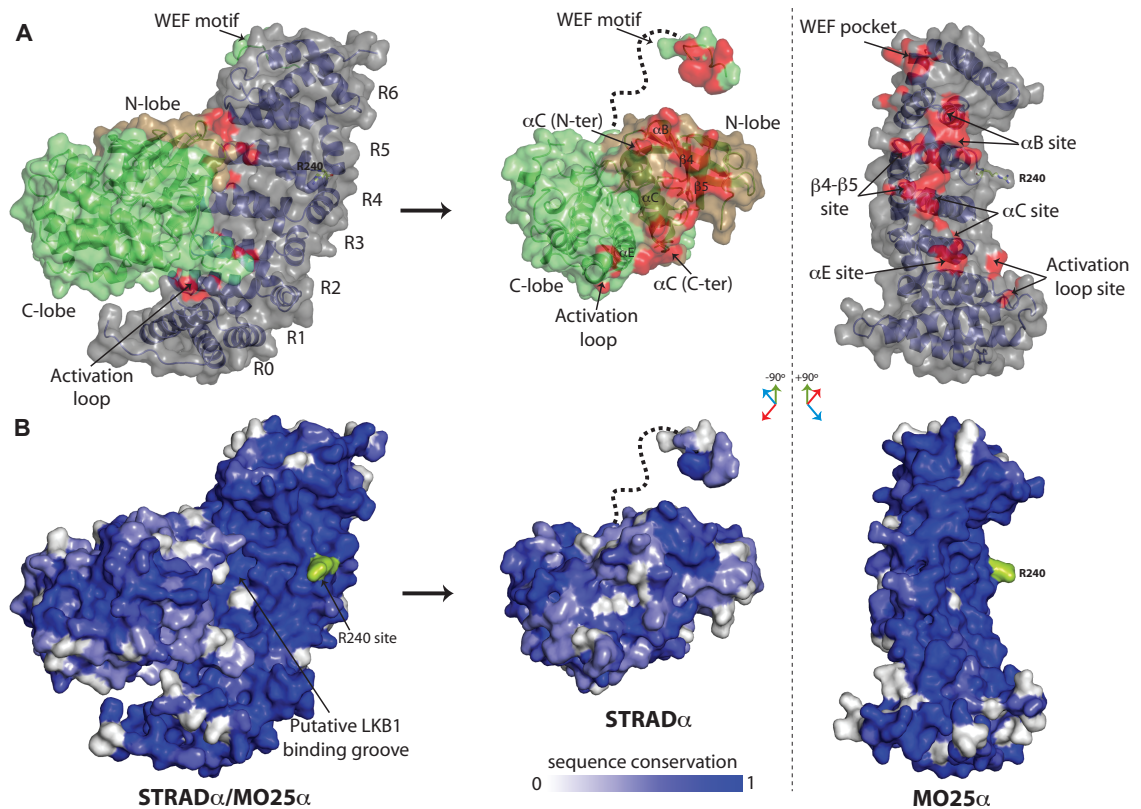 A
WEF motif
N-lobe
R6
R5
R240
R4
R3
R2
R1
R0
C-lobe
Activation
loop
WEF motif
αC (N-ter)
N-lobe
αB
β4
β5
αC
αE
C-lobe
αC (C-ter)
Activation
loop
WEF pocket
αB site
R240
β4-β5
site
αC site
αE site
Activation
loop site
-90º
+90º
B
R240 site
Putative LKB1
binding groove
STRADα/MO25α
STRADα
sequence conservation
0
1
R240
MO25α